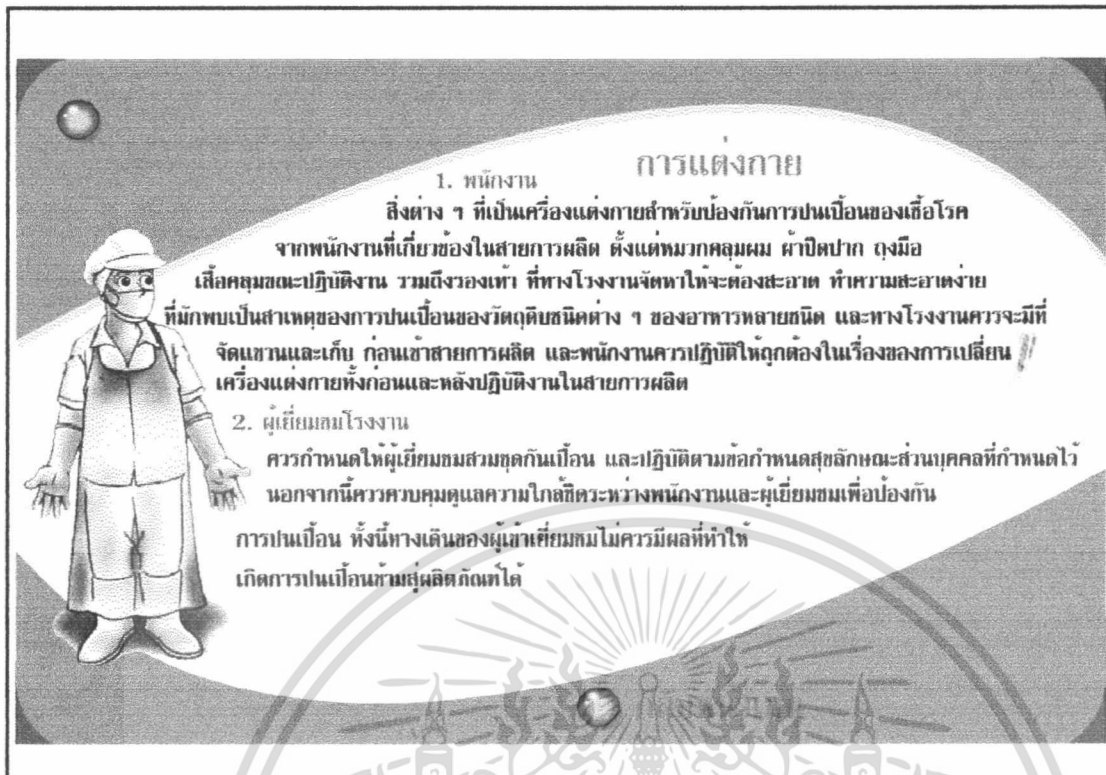 การแต่งกาย
1. พนักงาน
สิ่งต่าง ๆ ที่เป็นเครื่องแต่งกายสำหรับป้องกันการปนเปื้อนของเชื้อโรค
จากพนักงานที่เกี่ยวข้องในสายการผลิต ตั้งแต่หมวกคลุมผม ผ้าปิดปาก ถุงมือ
เสื้อคลุมขณะปฏิบัติงาน รวมถึงรองเท้า ที่ทางโรงงานจัดหาให้จะต้องสะอาด ทำความสะอาดง่าย
ที่มักพบเป็นสาเหตุของการปนเปื้อนของวัตถุดิบชนิดต่าง ๆ ของอาหารหลายชนิด และทางโรงงานควรจะมีที่
จัดแขวนและเก็บ ก่อนเข้าสายการผลิต และพนักงานควรปฏิบัติให้ถูกต้องในเรื่องของการเปลี่ยน
เครื่องแต่งกายทั้งก่อนและหลังปฏิบัติงานในสายการผลิต
2. ผู้เยี่ยมชมโรงงาน
ควรกำหนดให้ผู้เยี่ยมชมสวมชุดกันเปื้อน และปฏิบัติตามข้อกำหนดสุขลักษณะส่วนบุคคลที่กำหนดไว้
นอกจากนี้ควรควบคุมดูแลความใกล้ชิดระหว่างพนักงานและผู้เยี่ยมชมเพื่อป้องกัน
การปนเปื้อน ทั้งนี้ทางเดินของผู้เข้าเยี่ยมชมไม่ควรมีผลที่ทำให้
เกิดการปนเปื้อนข้ามสู่ผลิตภัณฑ์ได้